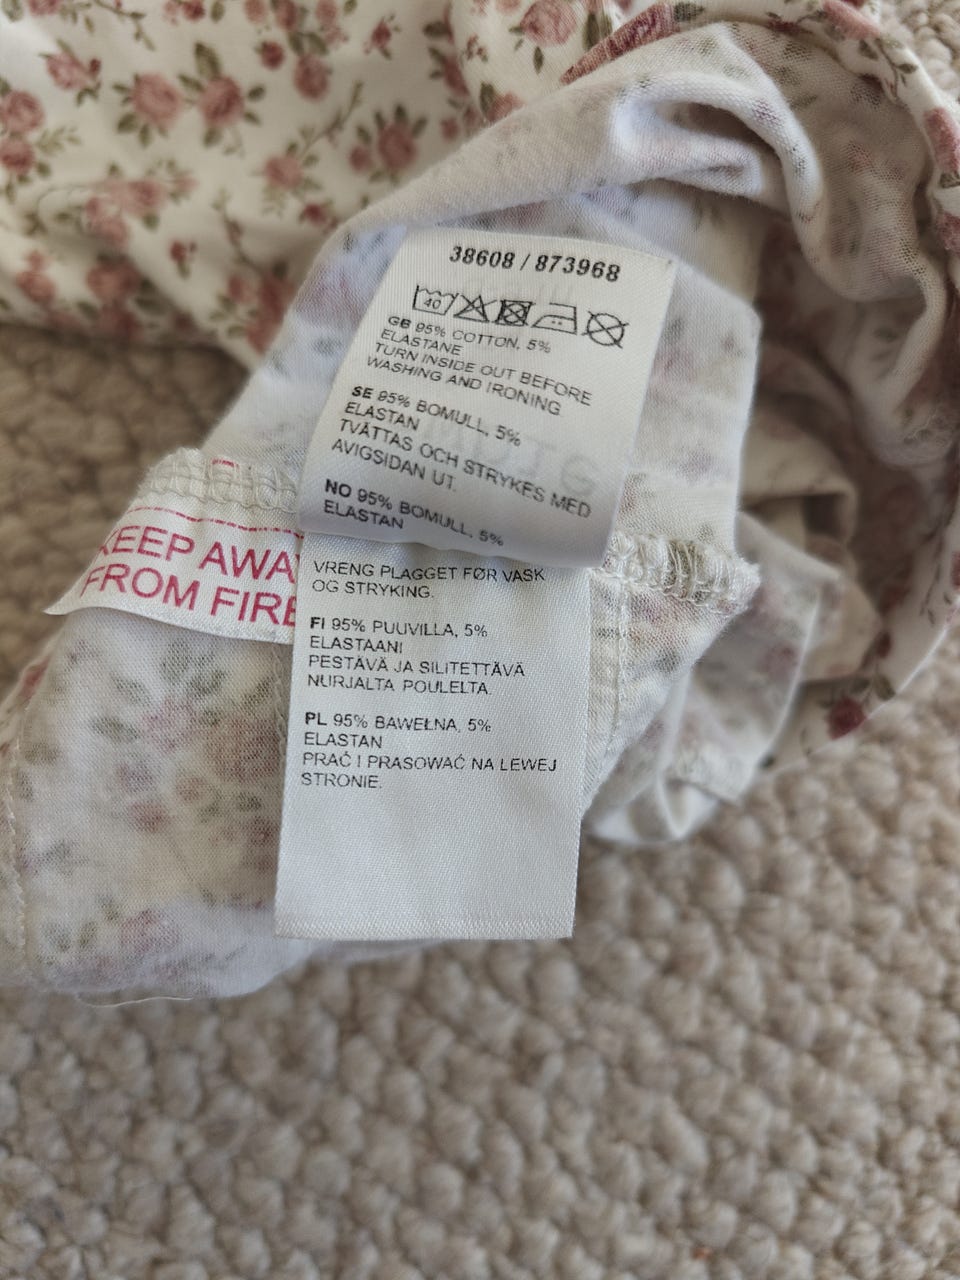 38608 / 873968
40
GB 95% COTTON, 5%
ELASTANE
TURN INSIDE OUT BEFORE
WASHING AND IRONING
SE 95% BOMULL, 5%
ELASTAN
TVÄTTAS OCH STRYKES MED
AVIGSIDAN UT.
NO 95% BOMULL, 5%
ELASTAN
VRENG PLAGGET FØR VASK
OG STRYKING.
FI 95% PUUVILLA, 5%
ELASTAANI
PESTÄVÄ JA SILITETTÄVÄ
NURJALTA POULELTA.
PL 95% BAWEŁNA, 5%
ELASTAN
PRAĆ I PRASOWAĆ NA LEWEJ
STRONIE.
KEEP AWA
FROM FIRE